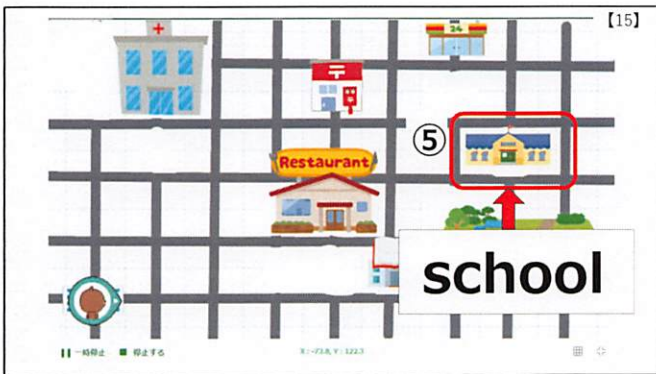 【15】
24
〒
⑤
Restaurant
school
一時停止 停止する
X : -73.8, Y : 122.3